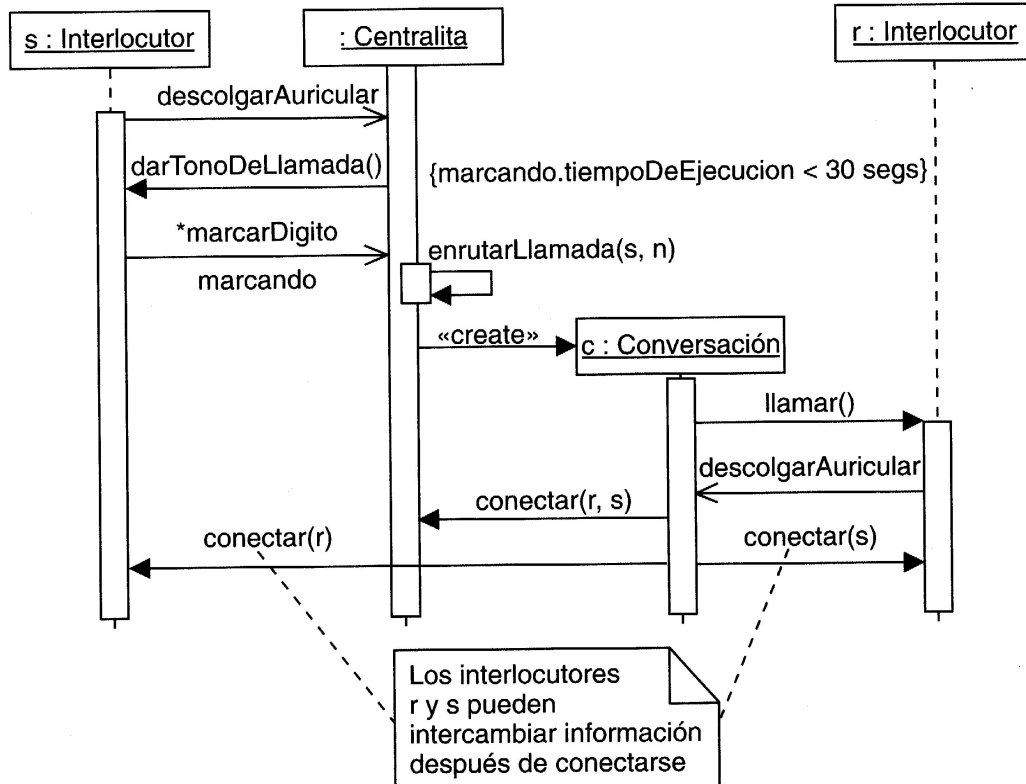 s : Interlocutor
: Centralita
r : Interlocutor
descolgarAuricular
darTonoDeLlamada()
{marcando.tiempoDeEjecucion < 30 segs}
*marcarDigito
marcando
enrutarLlamada(s, n)
«create»
c : Conversación
llamar()
descolgarAuricular
conectar(r, s)
conectar(r)
conectar(s)
Los interlocutores
r y s pueden
intercambiar información
después de conectarse